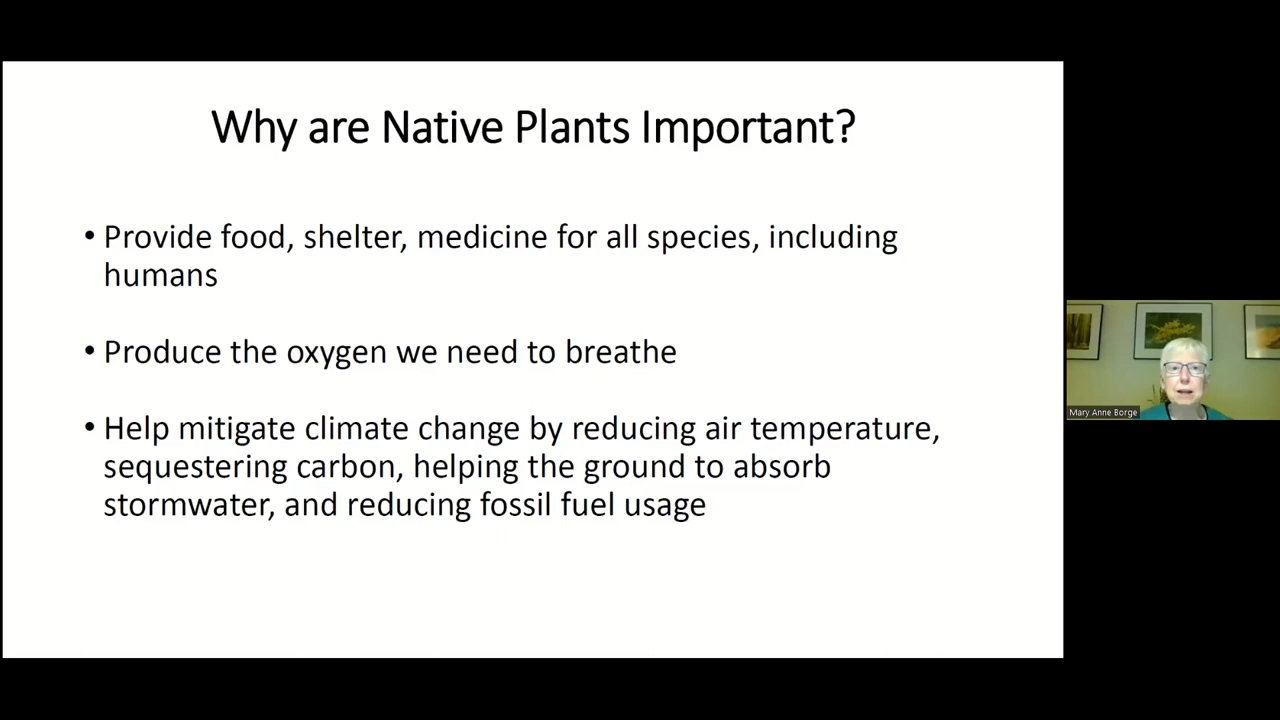 Why are Native Plants Important?
• Provide food, shelter, medicine for all species, including
humans
• Produce the oxygen we need to breathe
• Help mitigate climate change by reducing air temperature,
sequestering carbon, helping the ground to absorb
stormwater, and reducing fossil fuel usage
Mary Anne Borge